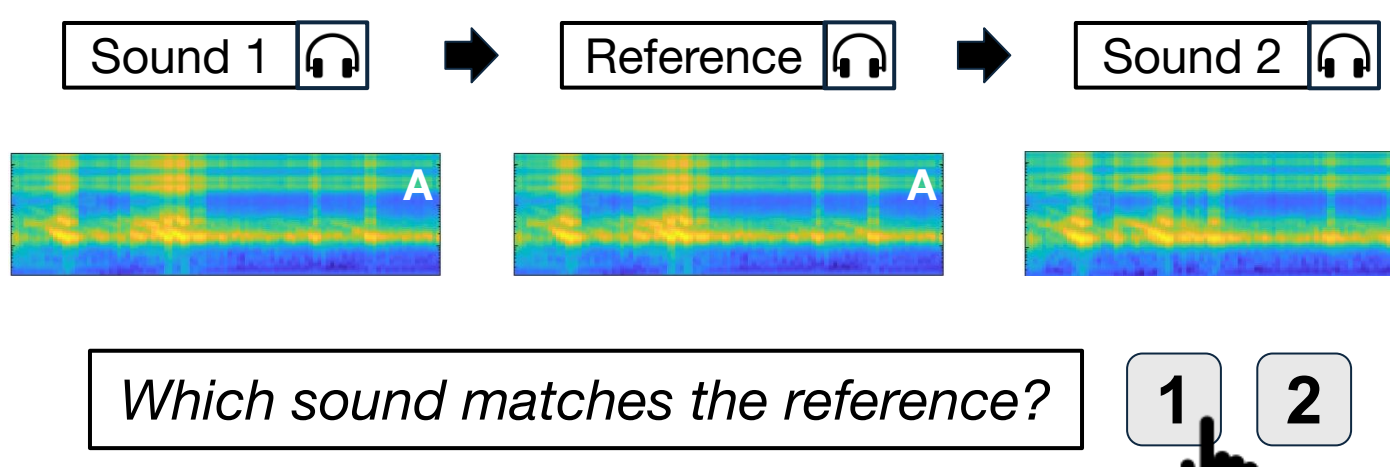 Sound 1
Reference
Sound 2
A
A
Which sound matches the reference?
1
2